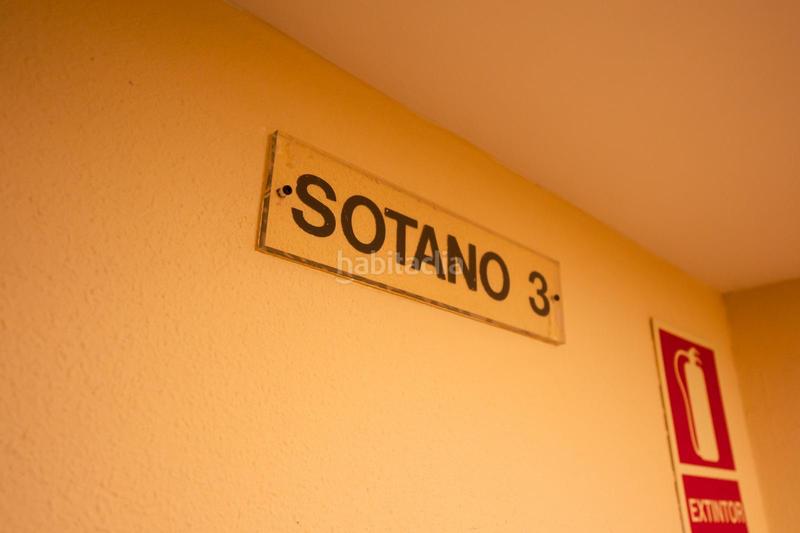 SOTANO 3
habitaclia
EXTINTOR